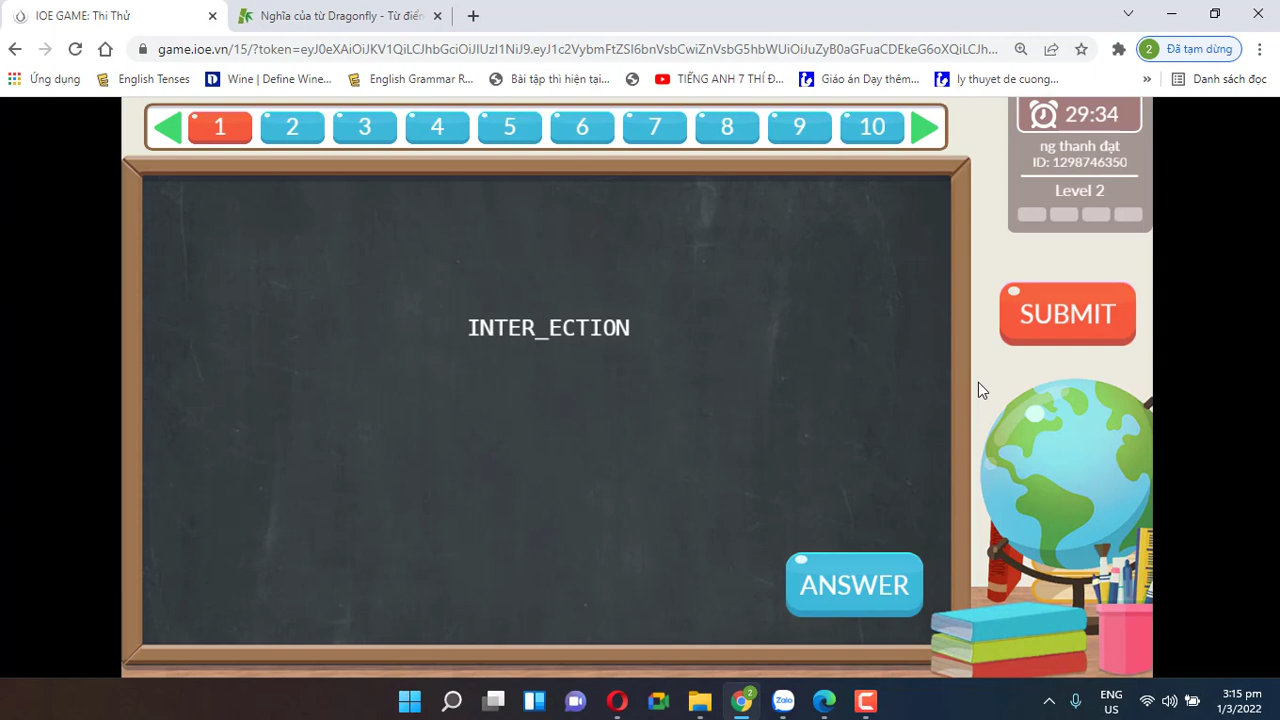 IOE GAME: Thi Thử
Nghĩa của từ Dragonfly - Từ điển
game.ioe.vn/15/?token=eyJ0eXAiOiJKV1QiLCJhbGciOiJIUzI1NiJ9.eyJ1c2VybmFtZSI6bnVsbCwiZnVsbG5hbWUiOiJuZyB0aGFuaCDEkeG6oXQiLCJh...
2
Đã tạm dừng
Ứng dụng
English Tenses
Wine | Define Wine...
English Grammar R...
Bài tập thì hiện tại...
TIẾNG ANH 7 THÍ Đ...
Giáo án Dạy thêm...
ly thuyet de cuong...
»
Danh sách đọc
1 2 3 4 5 6 7 8 9 10
29:34
ng thanh đạt
ID: 1298746350
Level 2
INTER_ECTION
SUBMIT
ANSWER
2
Zalo
ENG
US
3:15 pm
1/3/2022